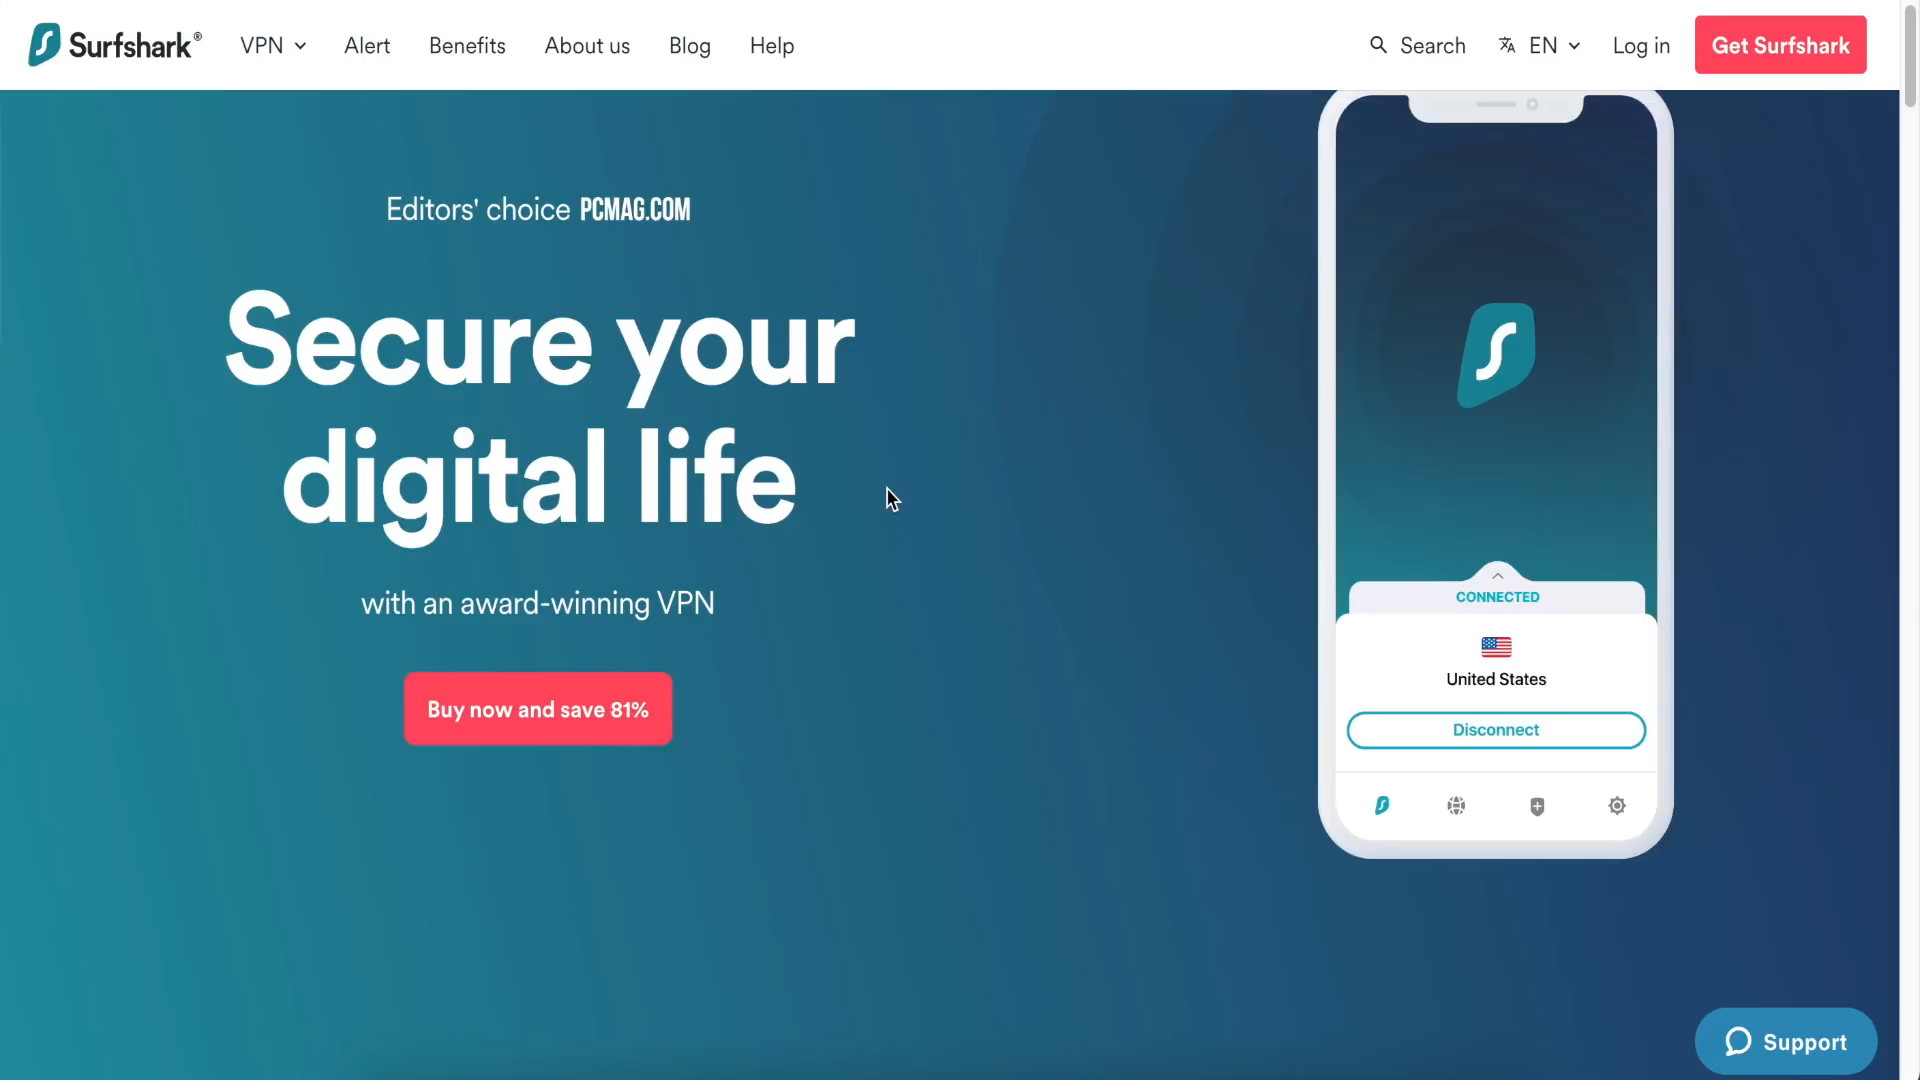 Surfshark®
VPN
Alert
Benefits
About us
Blog
Help
Search
EN
Log in
Get Surfshark
Editors' choice PCMAG.COM
Secure your
digital life
with an award-winning VPN
Buy now and save 81%
CONNECTED
United States
Disconnect
Support